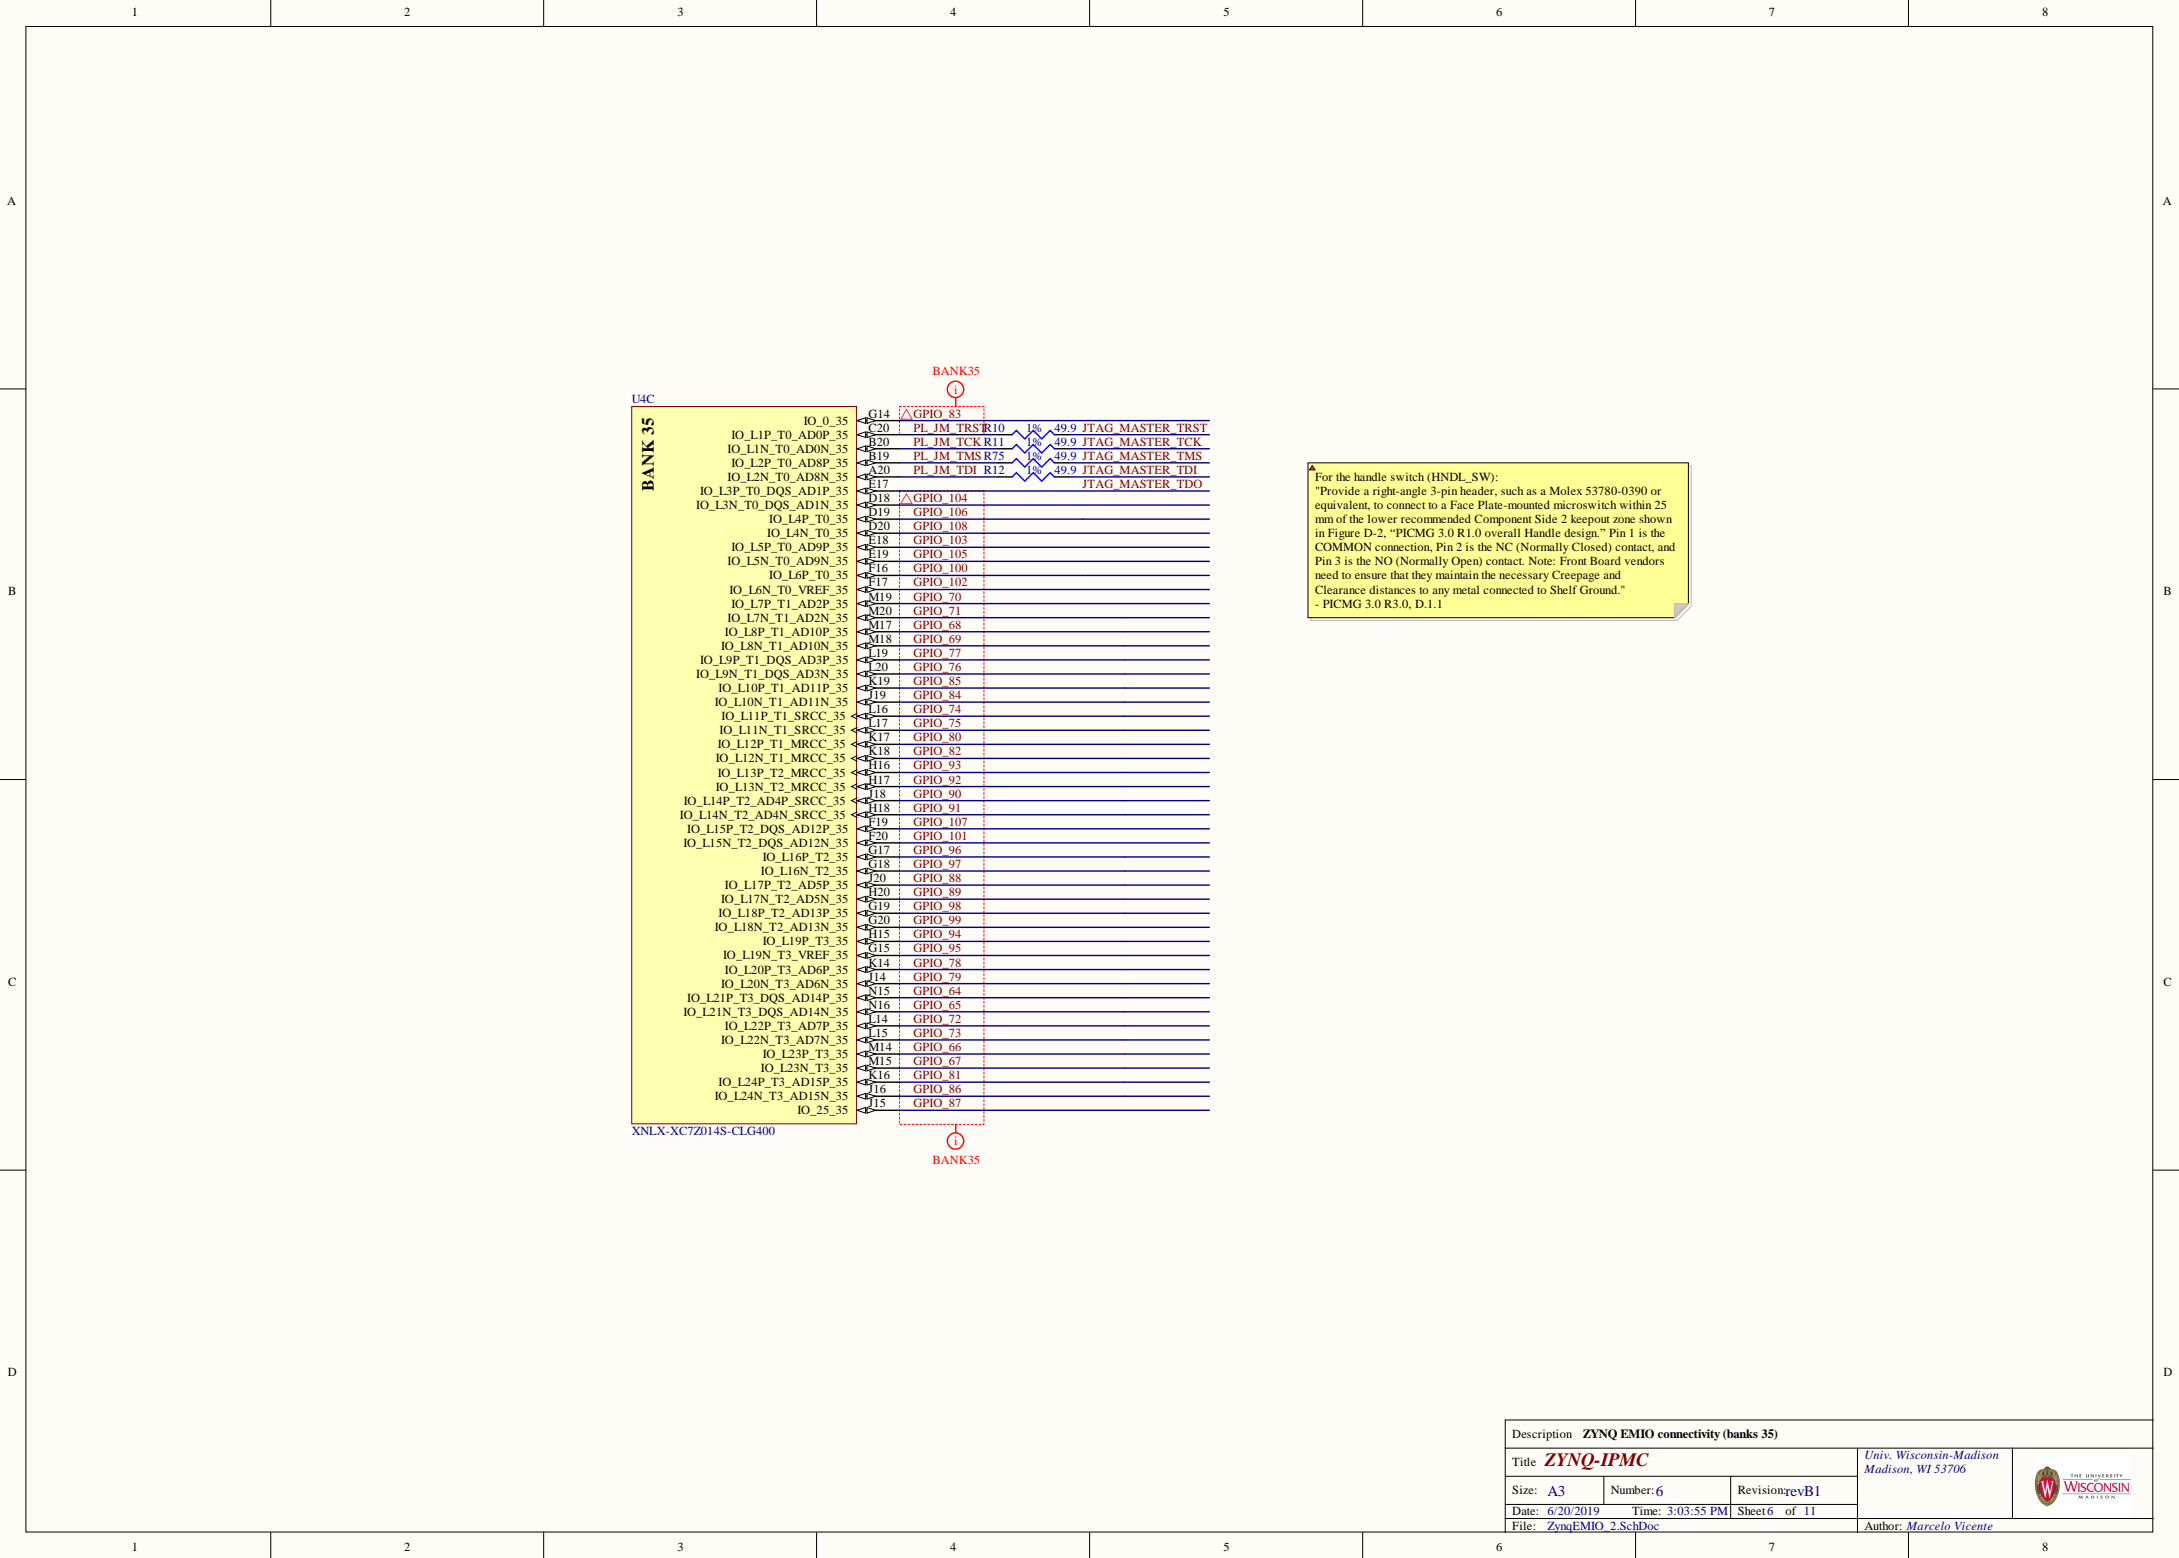 1 2 3 4 5 6 7 8
A A
BANK35
i
U4C
BANK 35
IO_0_35 G14 GPIO_83
IO_L1P_T0_AD0P_35 C20 PL_JM_TRST R10 1% 49.9 JTAG_MASTER_TRST
IO_L1N_T0_AD0N_35 B20 PL_JM_TCK R11 1% 49.9 JTAG_MASTER_TCK
IO_L2P_T0_AD8P_35 B19 PL_JM_TMS R75 1% 49.9 JTAG_MASTER_TMS
IO_L2N_T0_AD8N_35 A20 PL_JM_TDI R12 1% 49.9 JTAG_MASTER_TDI
IO_L3P_T0_DQS_AD1P_35 E17 JTAG_MASTER_TDO
IO_L3N_T0_DQS_AD1N_35 D18 GPIO_104
IO_L4P_T0_35 D19 GPIO_106
IO_L4N_T0_35 D20 GPIO_108
IO_L5P_T0_AD9P_35 E18 GPIO_103
IO_L5N_T0_AD9N_35 E19 GPIO_105
IO_L6P_T0_35 F16 GPIO_100
IO_L6N_T0_VREF_35 F17 GPIO_102
IO_L7P_T1_AD2P_35 M19 GPIO_70
IO_L7N_T1_AD2N_35 M20 GPIO_71
IO_L8P_T1_AD10P_35 M17 GPIO_68
IO_L8N_T1_AD10N_35 M18 GPIO_69
IO_L9P_T1_DQS_AD3P_35 L19 GPIO_77
IO_L9N_T1_DQS_AD3N_35 L20 GPIO_76
IO_L10P_T1_AD11P_35 K19 GPIO_85
IO_L10N_T1_AD11N_35 J19 GPIO_84
IO_L11P_T1_SRCC_35 L16 GPIO_74
IO_L11N_T1_SRCC_35 L17 GPIO_75
IO_L12P_T1_MRCC_35 K17 GPIO_80
IO_L12N_T1_MRCC_35 K18 GPIO_82
IO_L13P_T2_MRCC_35 H16 GPIO_93
IO_L13N_T2_MRCC_35 H17 GPIO_92
IO_L14P_T2_AD4P_SRCC_35 J18 GPIO_90
IO_L14N_T2_AD4N_SRCC_35 H18 GPIO_91
IO_L15P_T2_DQS_AD12P_35 F19 GPIO_107
IO_L15N_T2_DQS_AD12N_35 F20 GPIO_101
IO_L16P_T2_35 G17 GPIO_96
IO_L16N_T2_35 G18 GPIO_97
IO_L17P_T2_AD5P_35 J20 GPIO_88
IO_L17N_T2_AD5N_35 H20 GPIO_89
IO_L18P_T2_AD13P_35 G19 GPIO_98
IO_L18N_T2_AD13N_35 G20 GPIO_99
IO_L19P_T3_35 H15 GPIO_94
IO_L19N_T3_VREF_35 G15 GPIO_95
IO_L20P_T3_AD6P_35 K14 GPIO_78
IO_L20N_T3_AD6N_35 J14 GPIO_79
IO_L21P_T3_DQS_AD14P_35 N15 GPIO_64
IO_L21N_T3_DQS_AD14N_35 N16 GPIO_65
IO_L22P_T3_AD7P_35 L14 GPIO_72
IO_L22N_T3_AD7N_35 L15 GPIO_73
IO_L23P_T3_35 M14 GPIO_66
IO_L23N_T3_35 M15 GPIO_67
IO_L24P_T3_AD15P_35 K16 GPIO_81
IO_L24N_T3_AD15N_35 J16 GPIO_86
IO_25_35 J15 GPIO_87
XNLX-XC7Z014S-CLG400
i
BANK35
For the handle switch (HNDL_SW):
"Provide a right-angle 3-pin header, such as a Molex 53780-0390 or
equivalent, to connect to a Face Plate-mounted microswitch within 25
mm of the lower recommended Component Side 2 keepout zone shown
in Figure D-2, “PICMG 3.0 R1.0 overall Handle design.” Pin 1 is the
COMMON connection, Pin 2 is the NC (Normally Closed) contact, and
Pin 3 is the NO (Normally Open) contact. Note: Front Board vendors
need to ensure that they maintain the necessary Creepage and
Clearance distances to any metal connected to Shelf Ground."
- PICMG 3.0 R3.0, D.1.1
B B
C C
D D
Description ZYNQ EMIO connectivity (banks 35)
Title ZYNQ-IPMC
Univ. Wisconsin-Madison
Madison, WI 53706
Size: A3 Number: 6 Revision: revB1
Date: 6/20/2019 Time: 3:03:55 PM Sheet 6 of 11
File: ZynqEMIO_2.SchDoc
Author: Marcelo Vicente
THE UNIVERSITY
of
WISCONSIN
MADISON
1 2 3 4 5 6 7 8